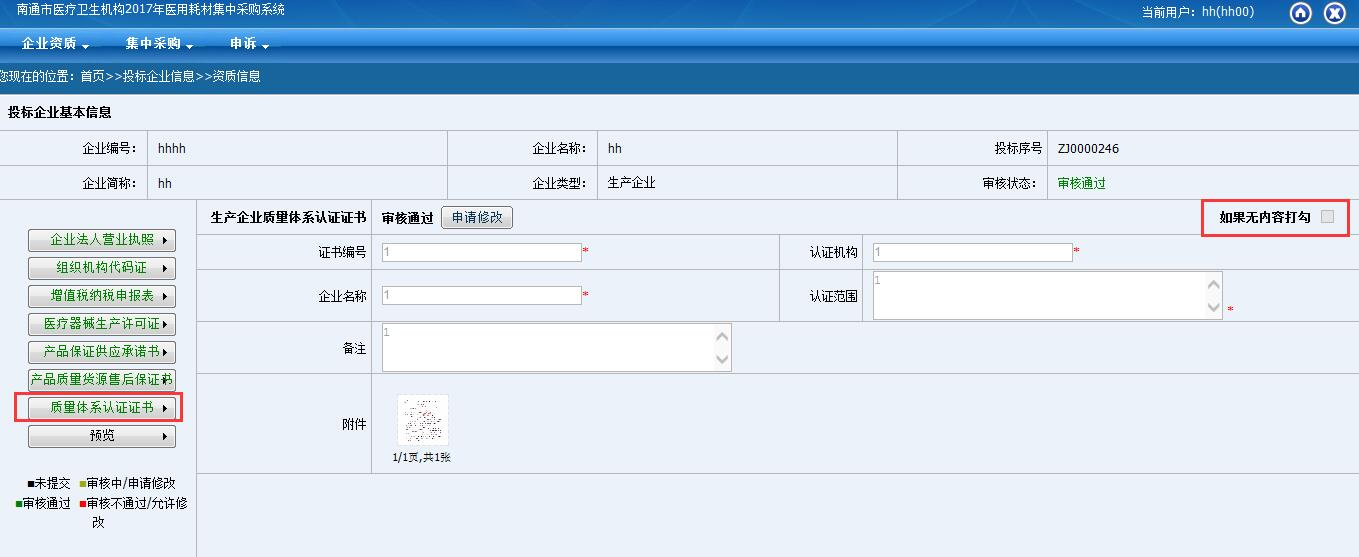 南通市医疗卫生机构2017年医用耗材集中采购系统
当前用户：hh(hh00)
企业资质 集中采购 申诉
您现在的位置：首页>>投标企业信息>>资质信息
投标企业基本信息
企业编号： hhhh 企业名称： hh 投标序号 ZJ0000246
企业简称： hh 企业类型： 生产企业 审核状态： 审核通过
生产企业质量体系认证证书 审核通过 申请修改 如果无内容打勾
企业法人营业执照
组织机构代码证
增值税纳税申报表
医疗器械生产许可证
产品保证供应承诺书
产品质量货源售后保证书
质量体系认证证书
预览
■未提交 ■审核中/申请修改
■审核通过 ■审核不通过/允许修
改
证书编号 1 * 认证机构 1 *
企业名称 1 * 认证范围 1 *
备注 1
附件
1/1页,共1张